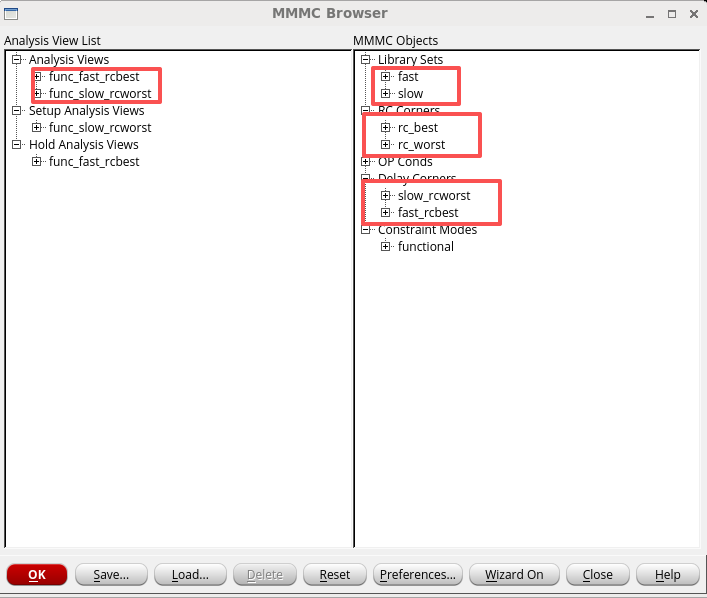 MMMC Browser
Analysis View List
Analysis Views
func_fast_rcbest
func_slow_rcworst
Setup Analysis Views
func_slow_rcworst
Hold Analysis Views
func_fast_rcbest
MMMC Objects
Library Sets
fast
slow
RC Corners
rc_best
rc_worst
OP Conds
Delay Corners
slow_rcworst
fast_rcbest
Constraint Modes
functional
OK Save... Load... Delete Reset Preferences... Wizard On Close Help